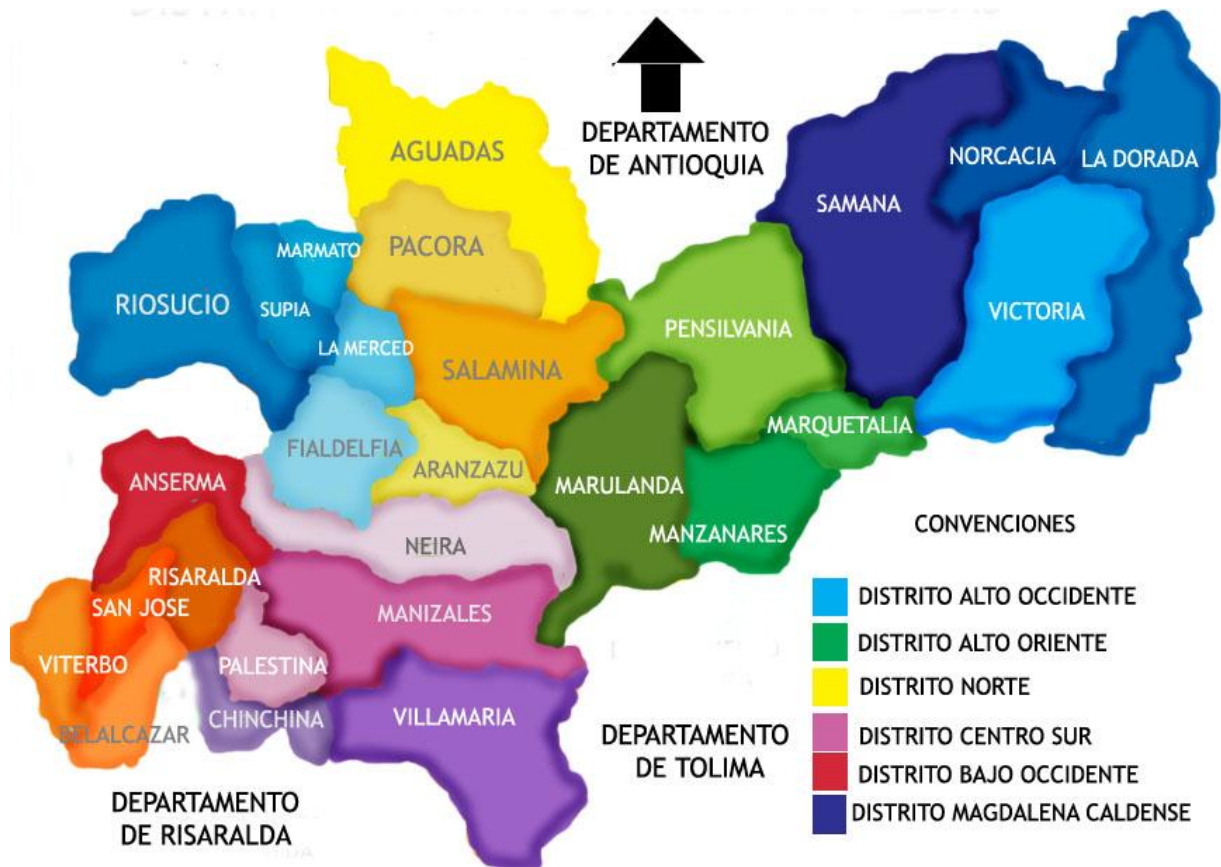 DEPARTAMENTO
DE ANTIOQUIA
AGUADAS
NORCACIA
LA DORADA
SAMANA
MARMATO
PACORA
RIOSUCIO
SUPIA
VICTORIA
PENSILVANIA
LA MERCED
SALAMINA
MARQUETALIA
FIALDELFIA
ARANZAZU
ANSERMA
MARULANDA
MANZANARES
NEIRA
RISARALDA
SAN JOSE
MANIZALES
VITERBO
PALESTINA
BELALCAZAR
CHINCHINA
VILLAMARIA
DEPARTAMENTO
DE TOLIMA
DEPARTAMENTO
DE RISARALDA
CONVENCIONES
DISTRITO ALTO OCCIDENTE
DISTRITO ALTO ORIENTE
DISTRITO NORTE
DISTRITO CENTRO SUR
DISTRITO BAJO OCCIDENTE
DISTRITO MAGDALENA CALDENSE